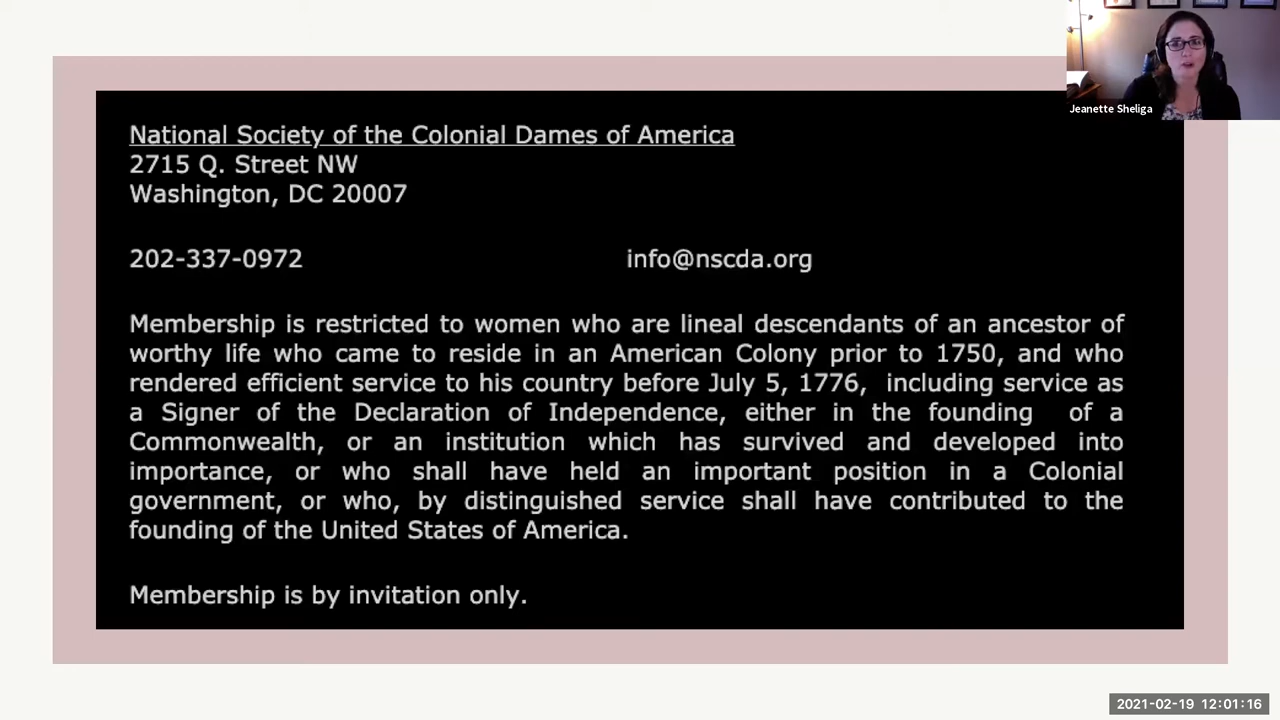 Jeanette Sheliga
National Society of the Colonial Dames of America
2715 Q. Street NW
Washington, DC 20007
202-337-0972 info@nscda.org
Membership is restricted to women who are lineal descendants of an ancestor of
worthy life who came to reside in an American Colony prior to 1750, and who
rendered efficient service to his country before July 5, 1776, including service as
a Signer of the Declaration of Independence, either in the founding of a
Commonwealth, or an institution which has survived and developed into
importance, or who shall have held an important position in a Colonial
government, or who, by distinguished service shall have contributed to the
founding of the United States of America.
Membership is by invitation only.
2021-02-19 12:01:16